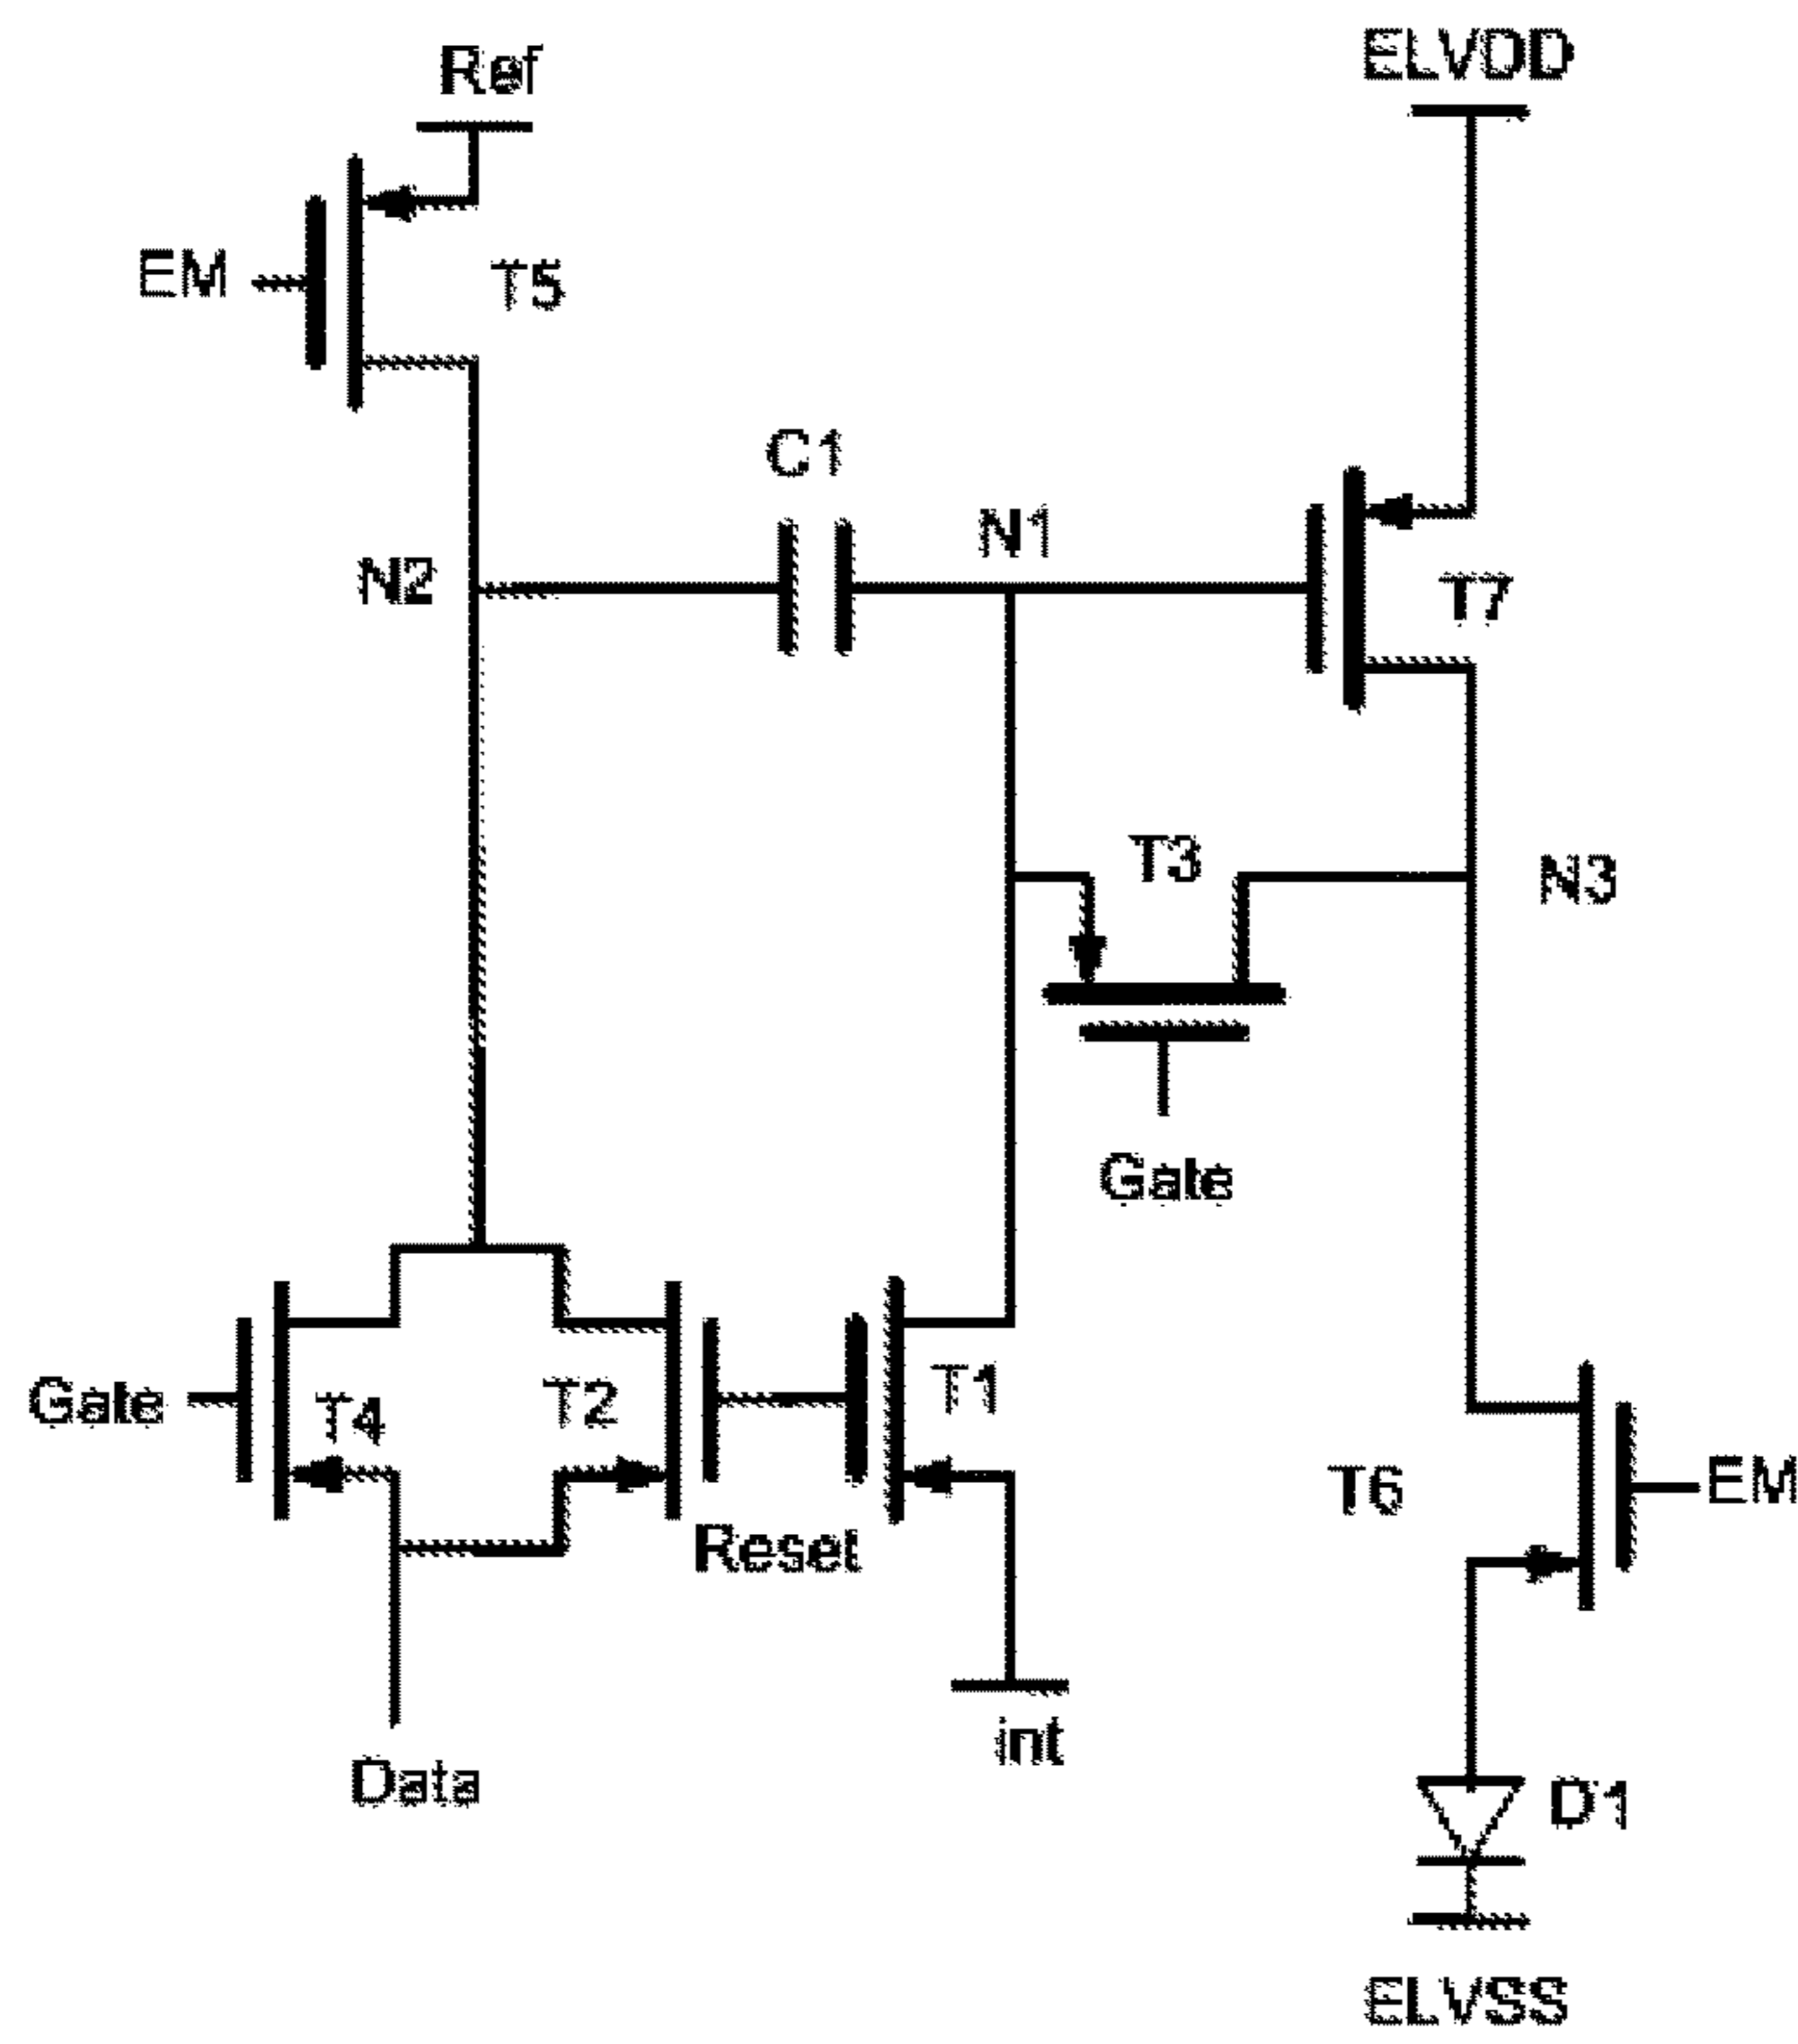 Ref
ELVDD
EM
T5
C1
N1
N2
T7
T3
N3
Gate
Gate
T4
T2
T1
Reset
T6
EM
Data
int
D1
ELVSS